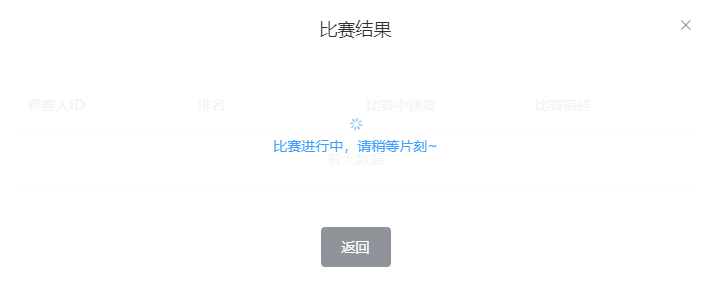 比赛结果
参赛人ID 排名 比赛中速度 比赛描述
比赛进行中，请稍等片刻~
暂无数据
返回